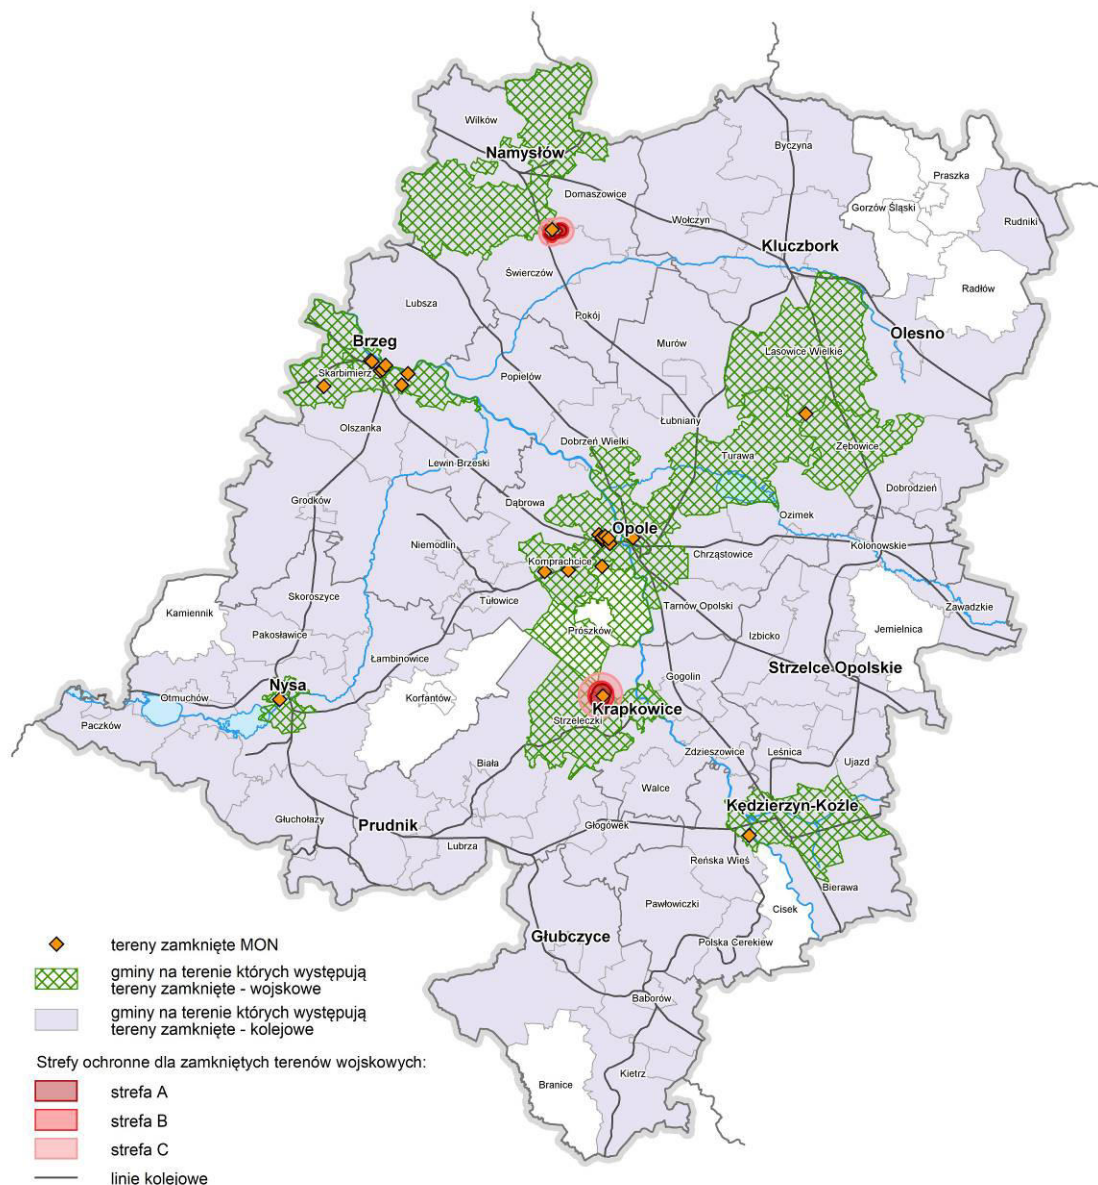 Wilków
Namysłów
Byczyna
Praszka
Domaszowice
Gorzów Śląski
Rudniki
Wołczyn
Kluczbork
Świerczów
Radłów
Lubsza
Pokój
Olesno
Brzeg
Murów
Lasowice Wielkie
Skarbimierz
Popielów
Łubniany
Olszanka
Dobrzeń Wielki
Zębowice
Turawa
Lewin-Brzeski
Dobrodzień
Grodków
Dąbrowa
Ozimek
Opole
Niemodlin
Kolonowskie
Komprachcice
Chrząstowice
Skoroszyce
Tułowice
Kamiennik
Tarnów Opolski
Zawadzkie
Pakosławice
Prószków
Izbicko
Jemielnica
Łambinowice
Strzelce Opolskie
Nysa
Gogolin
Otmuchów
Korfantów
Krapkowice
Paczków
Strzeleczki
Zdzieszowice
Leśnica
Biała
Ujazd
Walce
Kędzierzyn-Koźle
Głuchołazy
Prudnik
Głogówek
Lubrza
Reńska Wieś
Bierawa
Pawłowiczki
Cisek
Głubczyce
Polska Cerekiew
Baborów
Kietrz
Branice
tereny zamknięte MON
gminy na terenie których występują
tereny zamknięte - wojskowe
gminy na terenie których występują
tereny zamknięte - kolejowe
Strefy ochronne dla zamkniętych terenów wojskowych:
strefa A
strefa B
strefa C
linie kolejowe